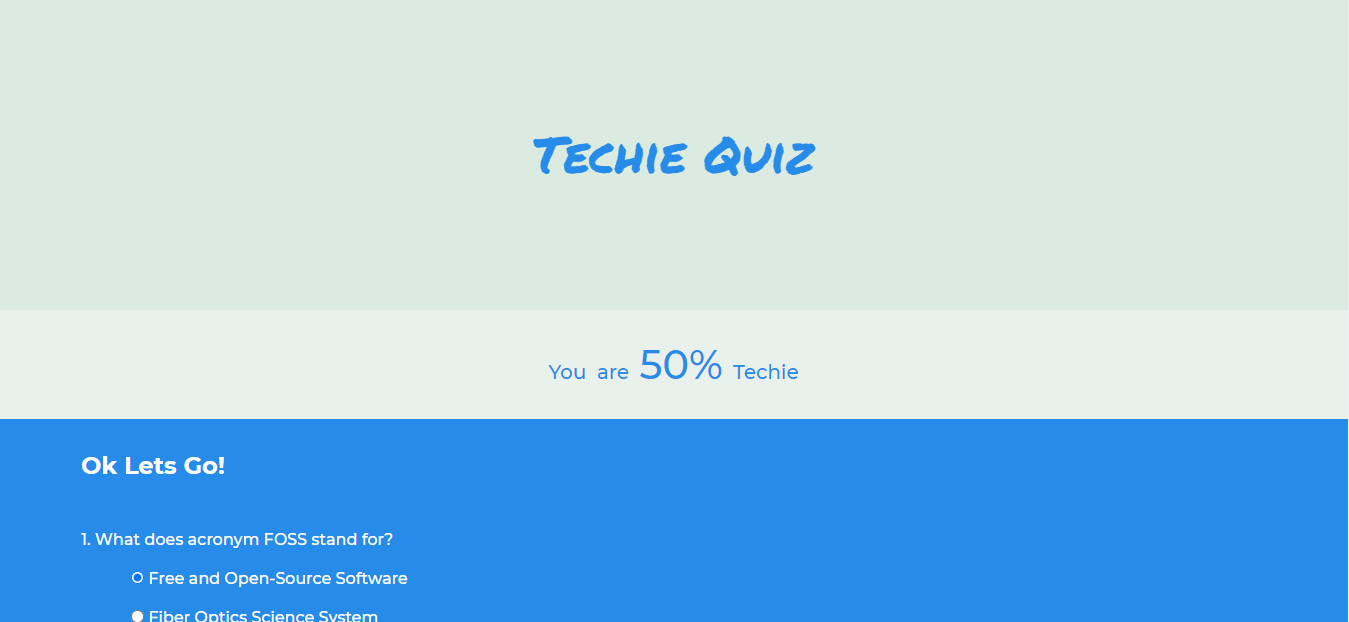 Techie Quiz
You are 50% Techie
Ok Lets Go!
1. What does acronym FOSS stand for?
Free and Open-Source Software
Fiber Optics Science System